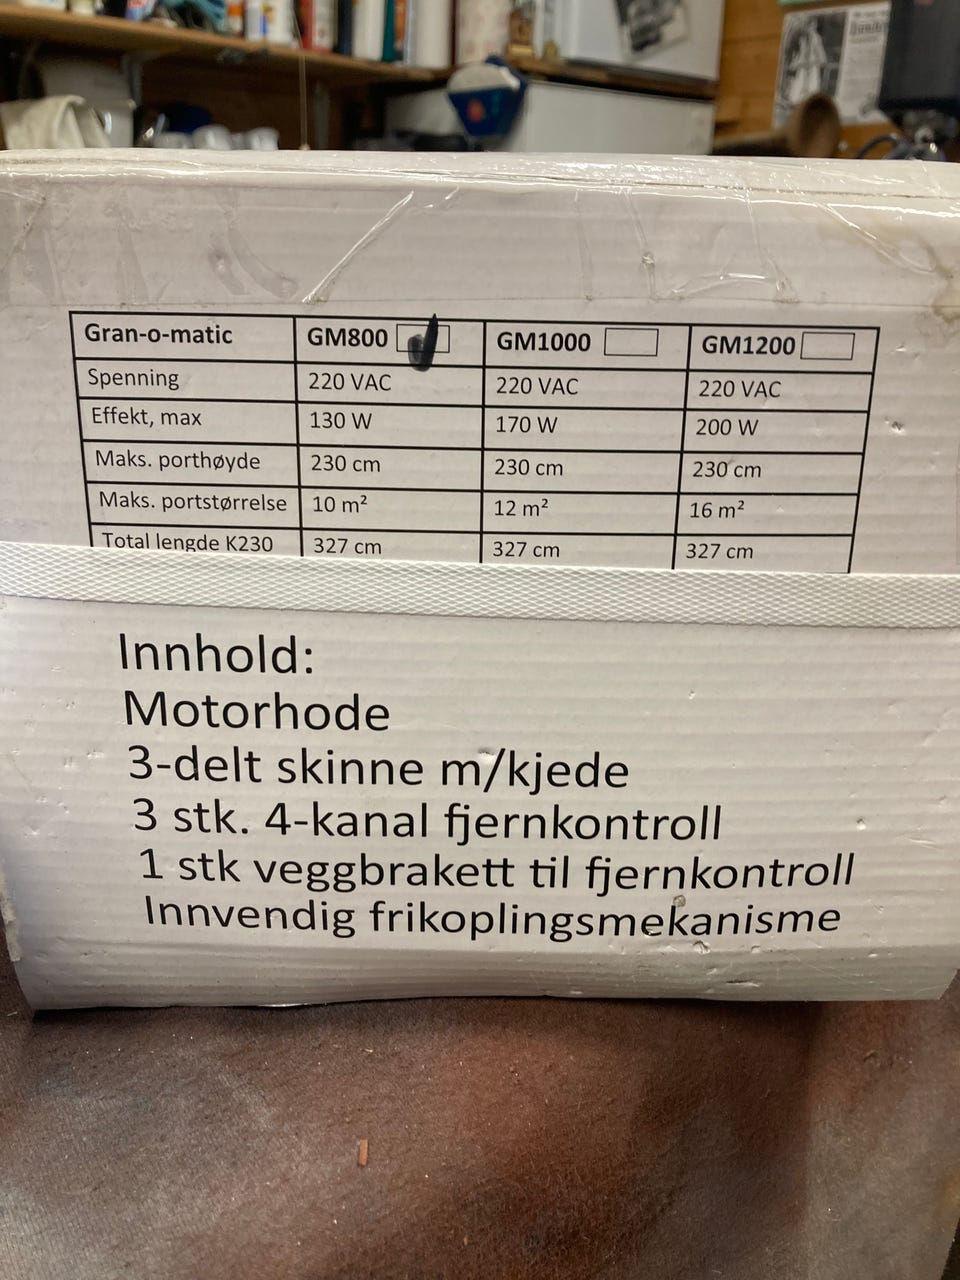 Gran-o-matic GM800 GM1000 GM1200
Spenning 220 VAC 220 VAC 220 VAC
Effekt, max 130 W 170 W 200 W
Maks. porthøyde 230 cm 230 cm 230 cm
Maks. portstørrelse 10 m² 12 m² 16 m²
Total lengde K230 327 cm 327 cm 327 cm
Innhold:
Motorhode
3-delt skinne m/kjede
3 stk. 4-kanal fjernkontroll
1 stk veggbrakett til fjernkontroll
Innvendig frikoplingsmekanisme